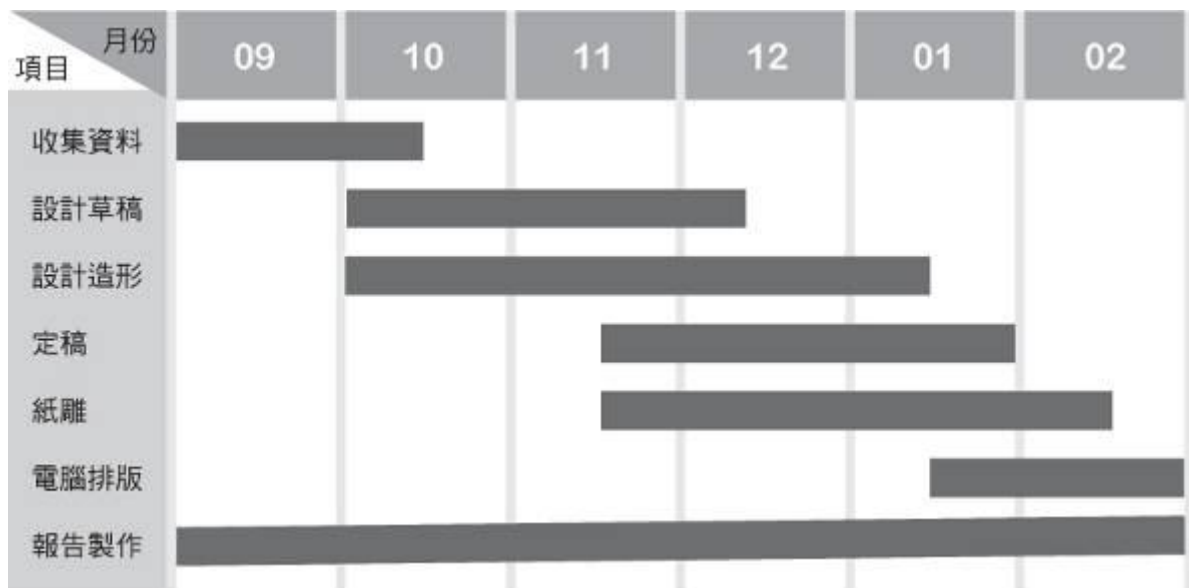 月份
項目
09 10 11 12 01 02
收集資料
設計草稿
設計造形
定稿
紙雕
電腦排版
報告製作